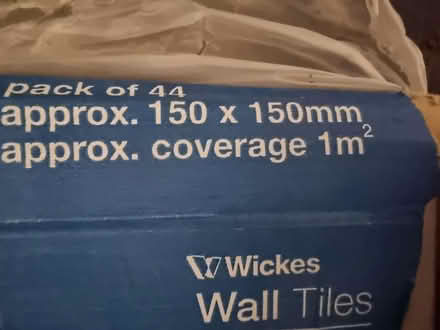 pack of 44
approx. 150 x 150mm
approx. coverage 1m²
Wickes
Wall Tiles